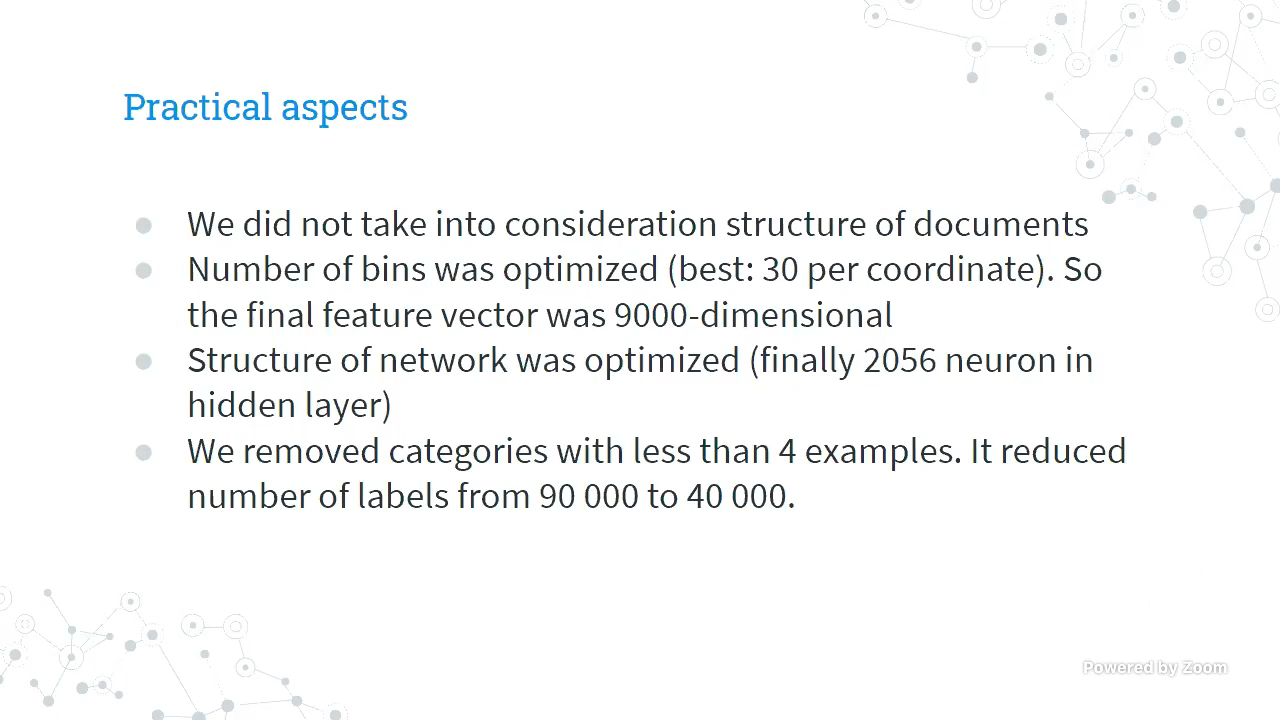 Practical aspects
We did not take into consideration structure of documents
Number of bins was optimized (best: 30 per coordinate). So
the final feature vector was 9000-dimensional
Structure of network was optimized (finally 2056 neuron in
hidden layer)
We removed categories with less than 4 examples. It reduced
number of labels from 90 000 to 40 000.
Powered by Zoom